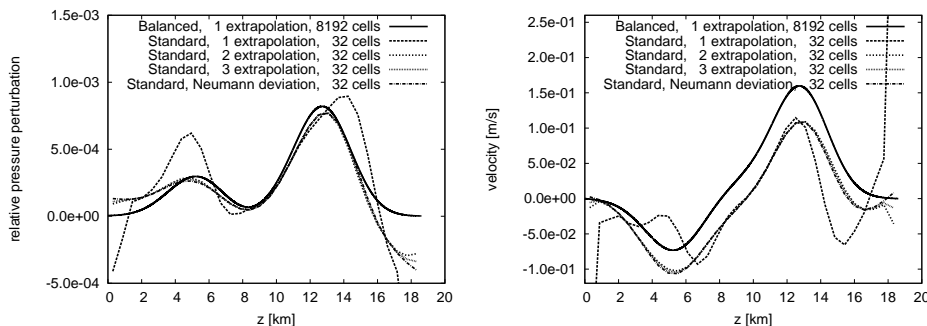 relative pressure perturbation
1.5e-03
1.0e-03
5.0e-04
0.0e+00
-5.0e-04
Balanced, 1 extrapolation, 8192 cells
Standard, 1 extrapolation, 32 cells
Standard, 2 extrapolation, 32 cells
Standard, 3 extrapolation, 32 cells
Standard, Neumann deviation, 32 cells
0 2 4 6 8 10 12 14 16 18 20
z [km]
velocity [m/s]
2.5e-01
2.0e-01
1.5e-01
1.0e-01
5.0e-02
0.0e+00
-5.0e-02
-1.0e-01
Balanced, 1 extrapolation, 8192 cells
Standard, 1 extrapolation, 32 cells
Standard, 2 extrapolation, 32 cells
Standard, 3 extrapolation, 32 cells
Standard, Neumann deviation, 32 cells
0 2 4 6 8 10 12 14 16 18 20
z [km]